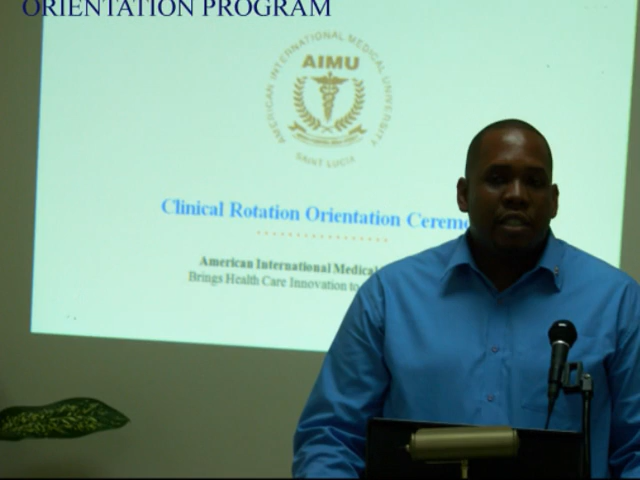 ORIENTATION PROGRAM
AMERICAN INTERNATIONAL MEDICAL UNIVERSITY
AIMU
SAINT LUCIA
Clinical Rotation Orientation Cerem
American International Medical
Brings Health Care Innovation to